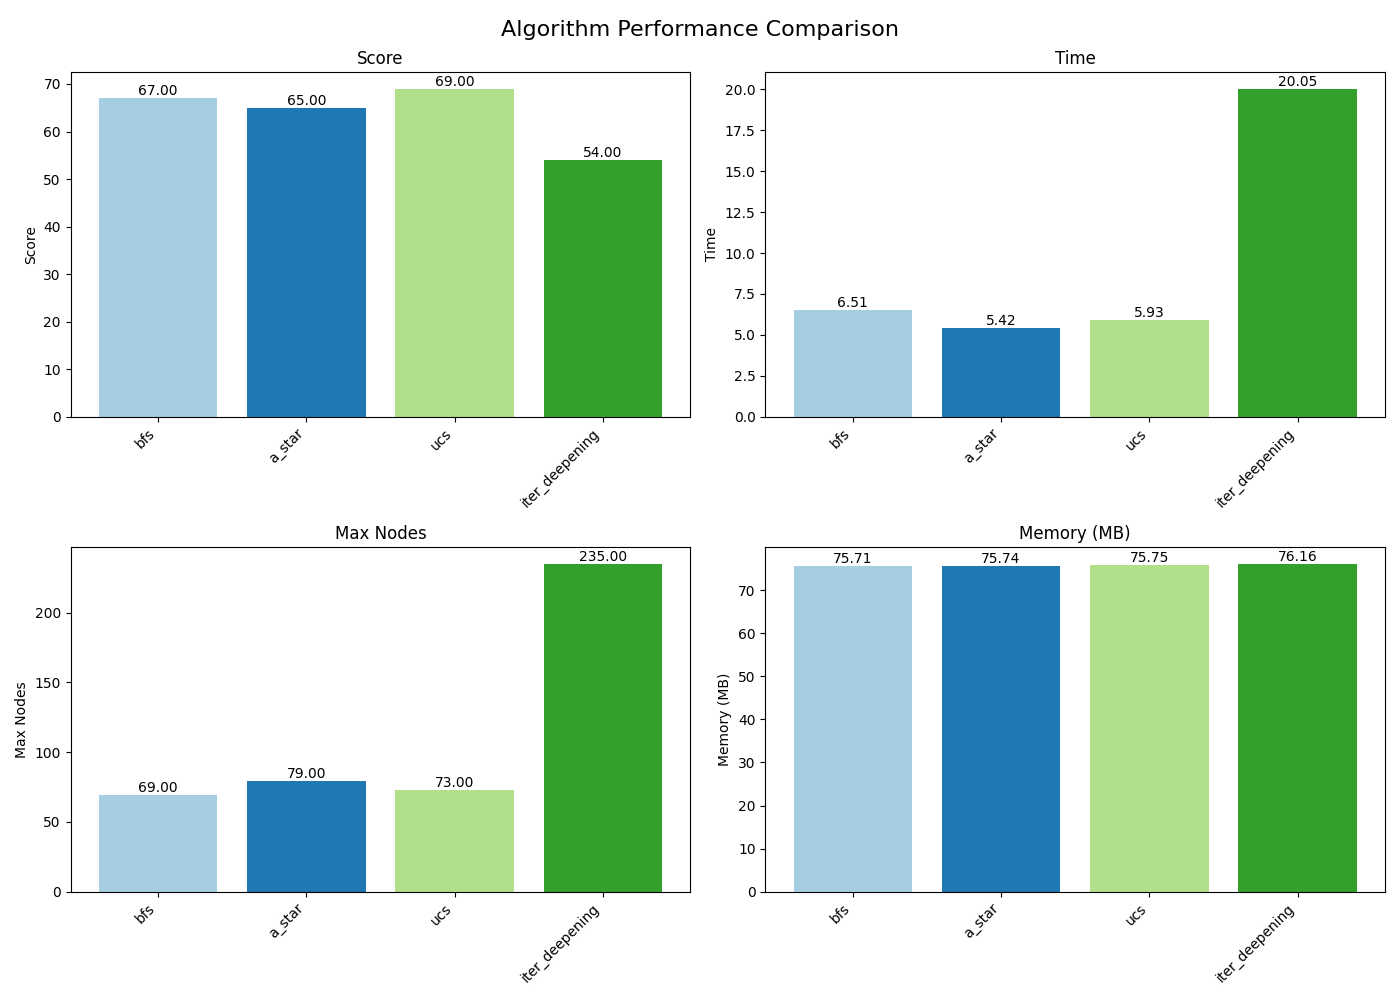 Algorithm Performance Comparison
Score
70
60
50
40
30
20
10
0
Score
67.00
65.00
69.00
54.00
bfs
a_star
ucs
iter_deepening
Time
20.0
17.5
15.0
12.5
10.0
7.5
5.0
2.5
0.0
Time
6.51
5.42
5.93
20.05
bfs
a_star
ucs
iter_deepening
Max Nodes
200
150
100
50
0
Max Nodes
69.00
79.00
73.00
235.00
bfs
a_star
ucs
iter_deepening
Memory (MB)
70
60
50
40
30
20
10
0
Memory (MB)
75.71
75.74
75.75
76.16
bfs
a_star
ucs
iter_deepening